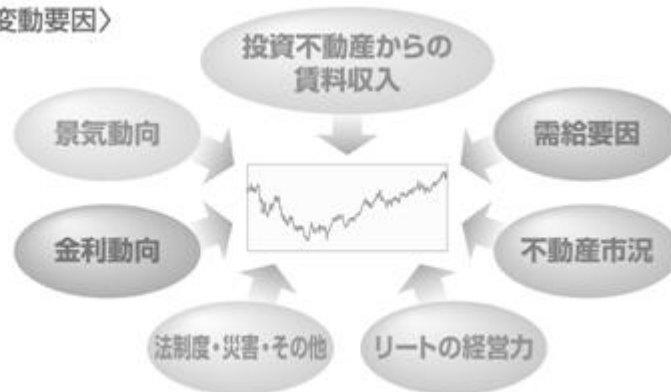 変動要因〉
投資不動産からの
賃料収入
景気動向
需給要因
金利動向
不動産市況
法制度・災害・その他
リートの経営力